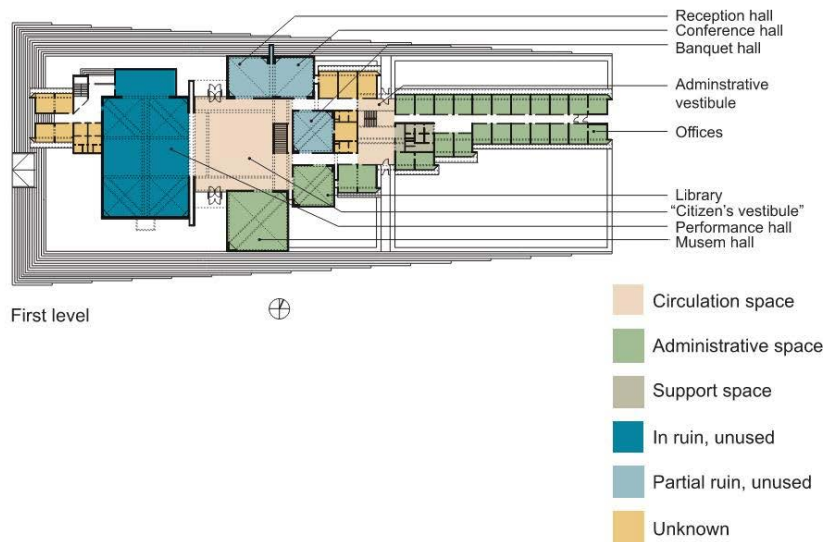 Reception hall
Conference hall
Banquet hall
Adminstrative
vestibule
Offices
Library
“Citizen’s vestibule”
Performance hall
Musem hall
First level
Circulation space
Administrative space
Support space
In ruin, unused
Partial ruin, unused
Unknown